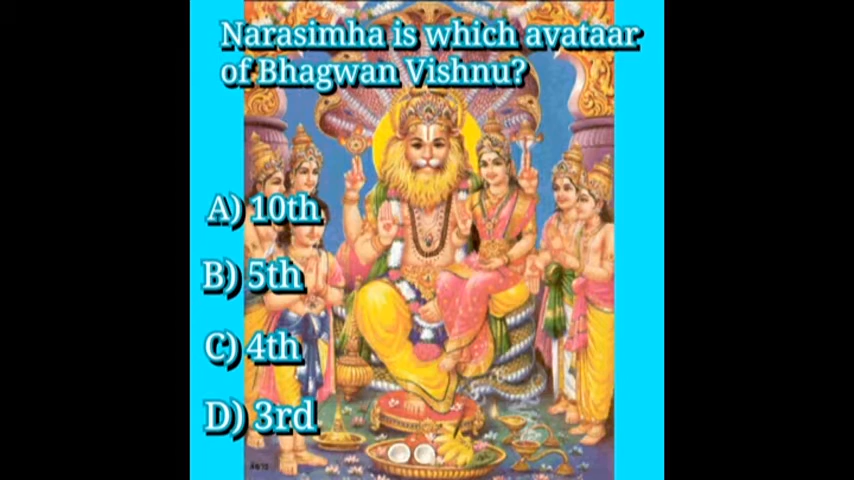 Narasimha is which avataar
of Bhagwan Vishnu?
A) 10th
B) 5th
C) 4th
D) 3rd